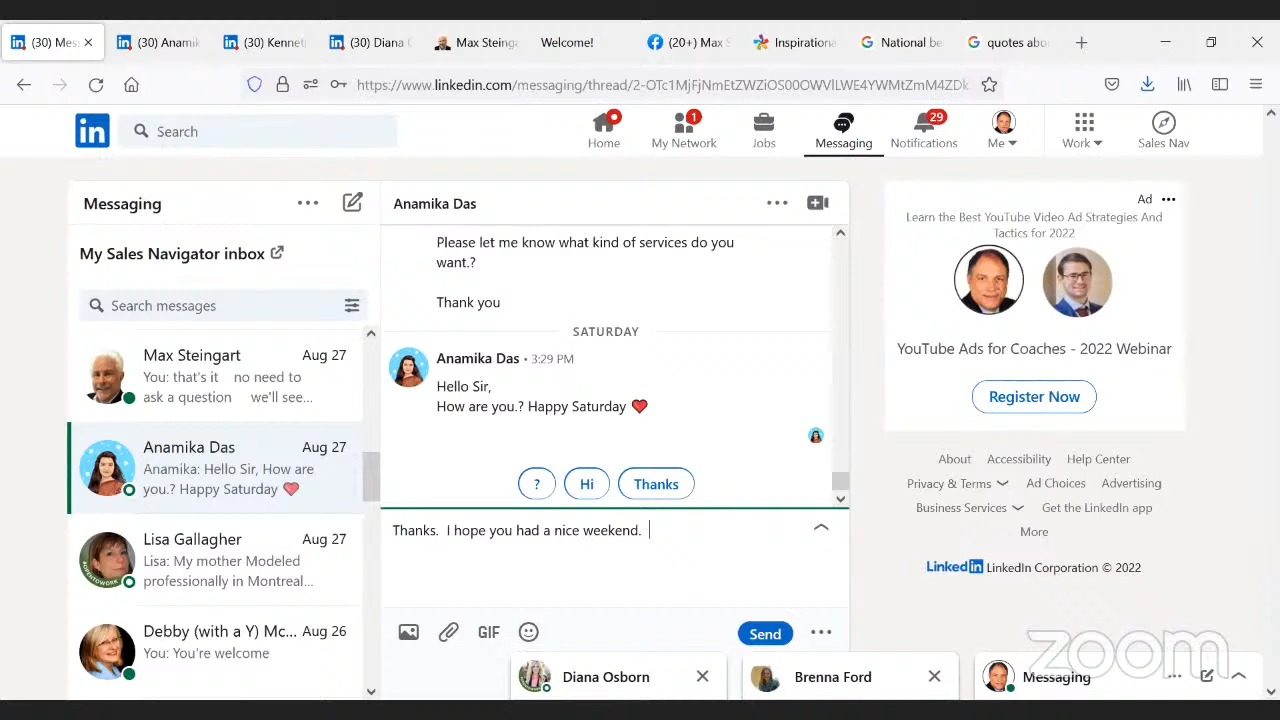 (30) Mes
(30) Anamik
(30) Kennet
(30) Diana
Max Steinga
Welcome!
(20+) Max S
Inspirationa
National be
quotes abo
https://www.linkedin.com/messaging/thread/2-OTc1MjFjNmEtZWZiOS00OWVlLWE4YWMtZmM4ZDk
in
Search
Home
1
My Network
Jobs
Messaging
29
Notifications
Me
Work
Sales Nav
Messaging
My Sales Navigator inbox
Search messages
Max Steingart Aug 27
You: that's it no need to
ask a question we'll see...
Anamika Das Aug 27
Anamika: Hello Sir, How are
you.? Happy Saturday ❤️
Lisa Gallagher Aug 27
Lisa: My mother Modeled
professionally in Montreal...
Debby (with a Y) Mc... Aug 26
You: You're welcome
Anamika Das
Please let me know what kind of services do you
want.?
Thank you
SATURDAY
Anamika Das • 3:29 PM
Hello Sir,
How are you.? Happy Saturday ❤️
?
Hi
Thanks
Thanks. I hope you had a nice weekend.
GIF
Send
Ad
Learn the Best YouTube Video Ad Strategies And
Tactics for 2022
YouTube Ads for Coaches - 2022 Webinar
Register Now
About Accessibility Help Center
Privacy & Terms Ad Choices Advertising
Business Services Get the LinkedIn app
More
LinkedIn LinkedIn Corporation © 2022
Diana Osborn
Brenna Ford
Messaging
zoom